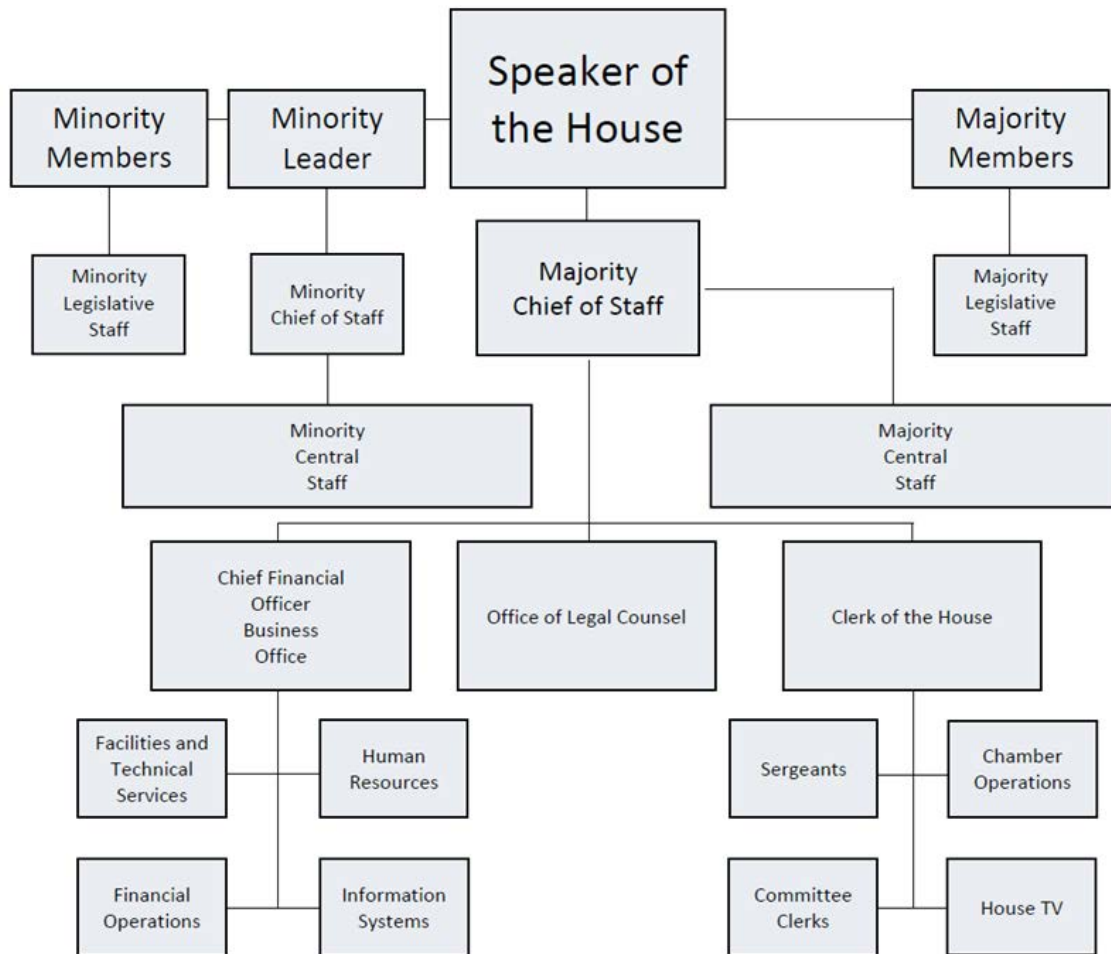 Speaker of
the House
Minority
Members
Minority
Leader
Majority
Members
Minority
Legislative
Staff
Minority
Chief of Staff
Majority
Chief of Staff
Majority
Legislative
Staff
Minority
Central
Staff
Majority
Central
Staff
Chief Financial
Officer
Business
Office
Office of Legal Counsel
Clerk of the House
Facilities and
Technical
Services
Human
Resources
Sergeants
Chamber
Operations
Financial
Operations
Information
Systems
Committee
Clerks
House TV